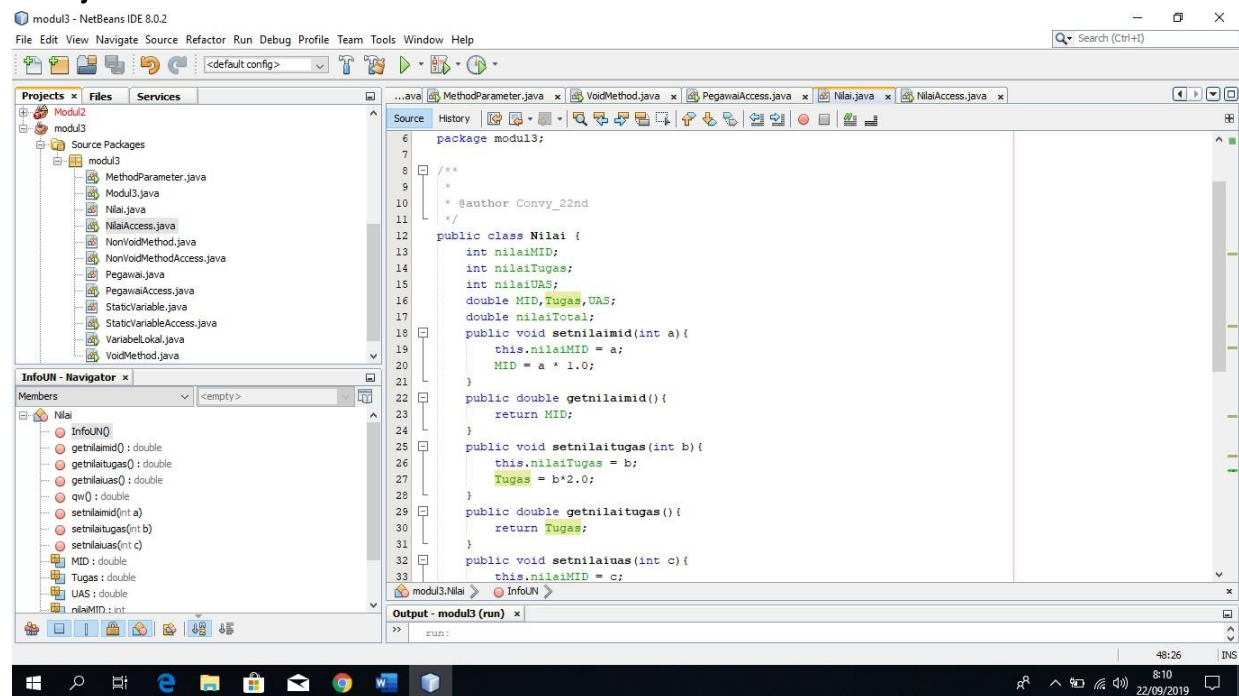 modul3 - NetBeans IDE 8.0.2
File Edit View Navigate Source Refactor Run Debug Profile Team Tools Window Help
Search (Ctrl+I)
<default config>
Projects Files Services
Modul2
modul3
Source Packages
modul3
MethodParameter.java
Modul3.java
Nilai.java
NilaiAccess.java
NonVoidMethod.java
NonVoidMethodAccess.java
Pegawai.java
PegawaiAccess.java
StaticVariable.java
StaticVariableAccess.java
VariabelLokal.java
VoidMethod.java
InfoUN - Navigator
Members <empty>
Nilai
InfoUN()
getnilaimid() : double
getnilaitugas() : double
getnilaiuas() : double
qw() : double
setnilaimid(int a)
setnilaitugas(int b)
setnilaiuas(int c)
MID : double
Tugas : double
UAS : double
nilaiMID : int
...ava MethodParameter.java VoidMethod.java PegawaiAccess.java Nilai.java NilaiAccess.java
Source History
6 package modul3;
7
8 /**
9 *
10 * @author Convy_22nd
11 */
12 public class Nilai {
13 int nilaiMID;
14 int nilaiTugas;
15 int nilaiUAS;
16 double MID,Tugas,UAS;
17 double nilaiTotal;
18 public void setnilaimid(int a){
19 this.nilaiMID = a;
20 MID = a * 1.0;
21 }
22 public double getnilaimid(){
23 return MID;
24 }
25 public void setnilaitugas(int b){
26 this.nilaiTugas = b;
27 Tugas = b*2.0;
28 }
29 public double getnilaitugas(){
30 return Tugas;
31 }
32 public void setnilaiuas(int c){
33 this.nilaiMID = c;
modul3.Nilai InfoUN
Output - modul3 (run)
run:
48:26 INS
8:10
22/09/2019